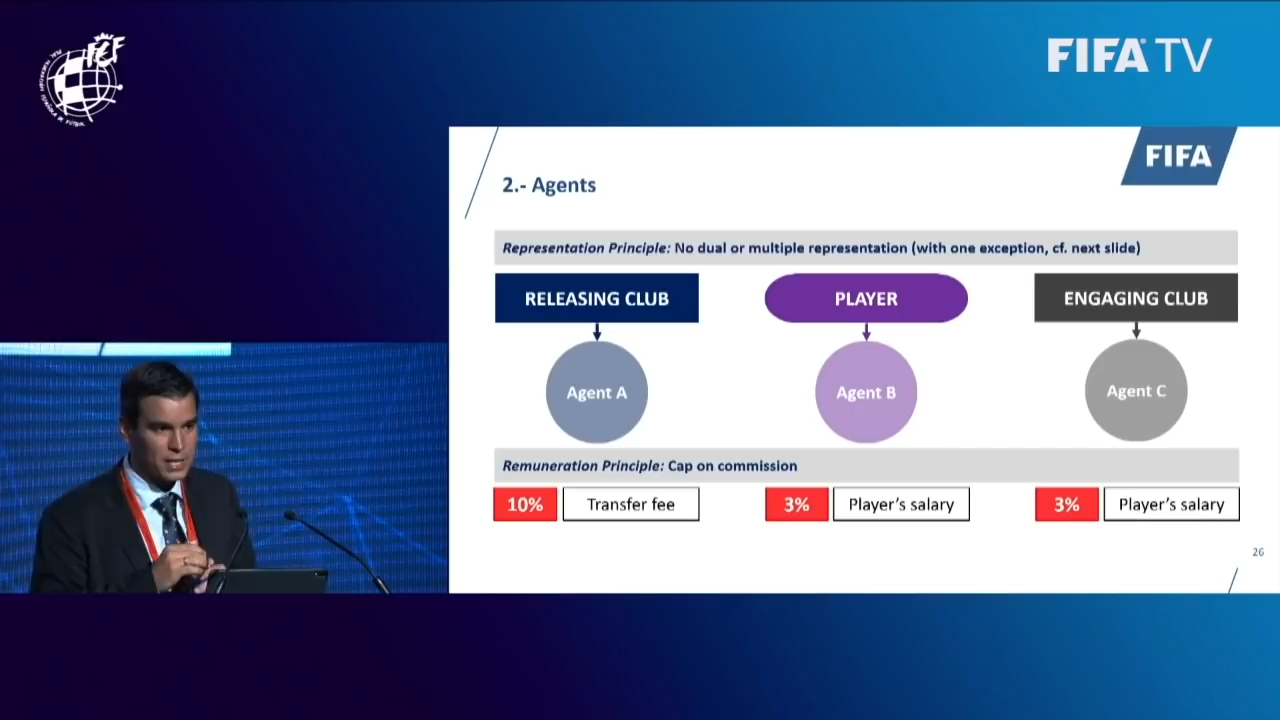 FIFA TV
FIFA
2.- Agents
Representation Principle: No dual or multiple representation (with one exception, cf. next slide)
RELEASING CLUB
PLAYER
ENGAGING CLUB
Agent A
Agent B
Agent C
Remuneration Principle: Cap on commission
10% Transfer fee
3% Player's salary
3% Player's salary
26